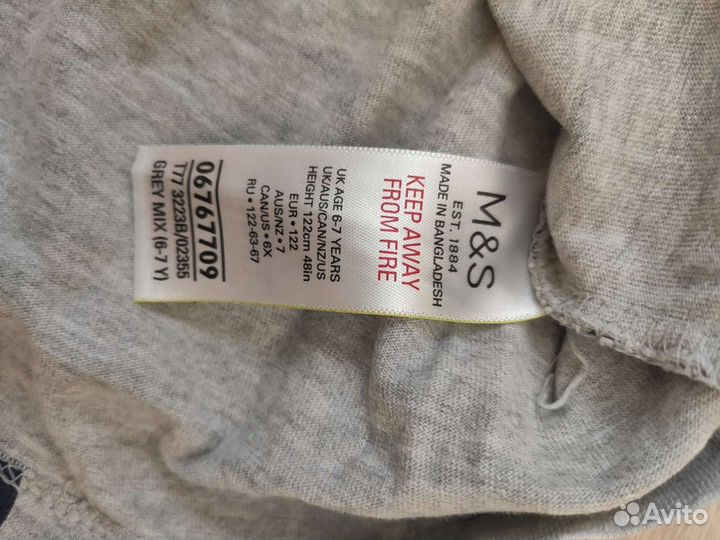 M&S
EST. 1884
MADE IN BANGLADESH
KEEP AWAY
FROM FIRE
UK AGE 6-7 YEARS
UK/AUS/CAN/NZ/US
HEIGHT 122cm 48in
EUR • 122
AUS/NZ • 7
CAN/US • 6X
RU • 122-63-67
06767709
T77 3223B/02355
GREY MIX (6-7 Y)
Avito